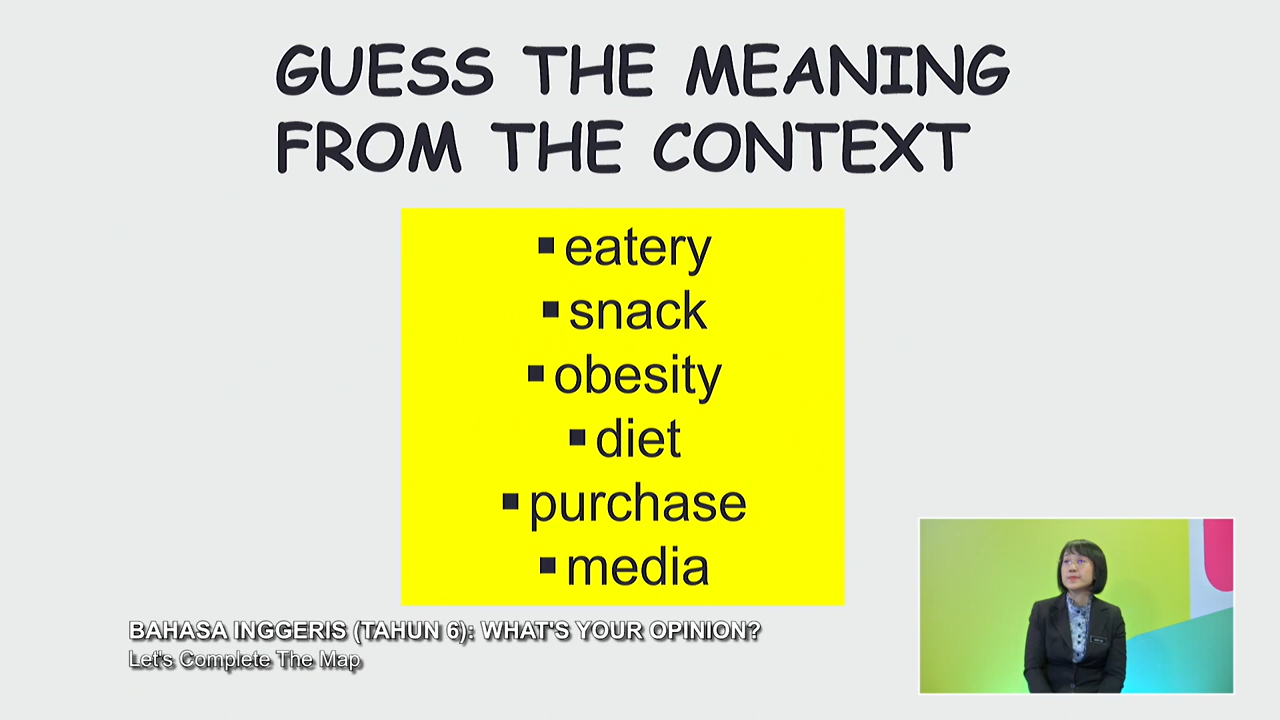 GUESS THE MEANING
FROM THE CONTEXT
▪ eatery
▪ snack
▪ obesity
▪ diet
▪ purchase
▪ media
BAHASA INGGERIS (TAHUN 6): WHAT'S YOUR OPINION?
Let's Complete The Map